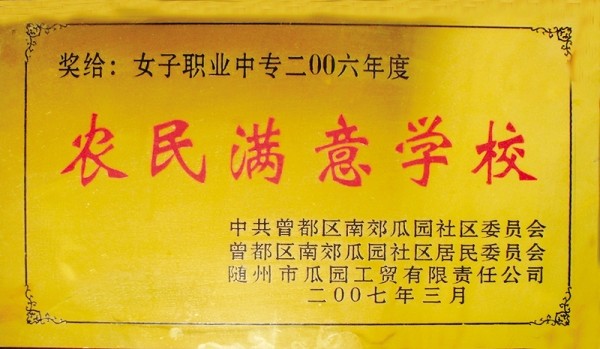 奖给：女子职业中专二00六年度
农民满意学校
中共曾都区南郊瓜园社区委员会
曾都区南郊瓜园社区居民委员会
随州市瓜园工贸有限责任公司
二00七年三月